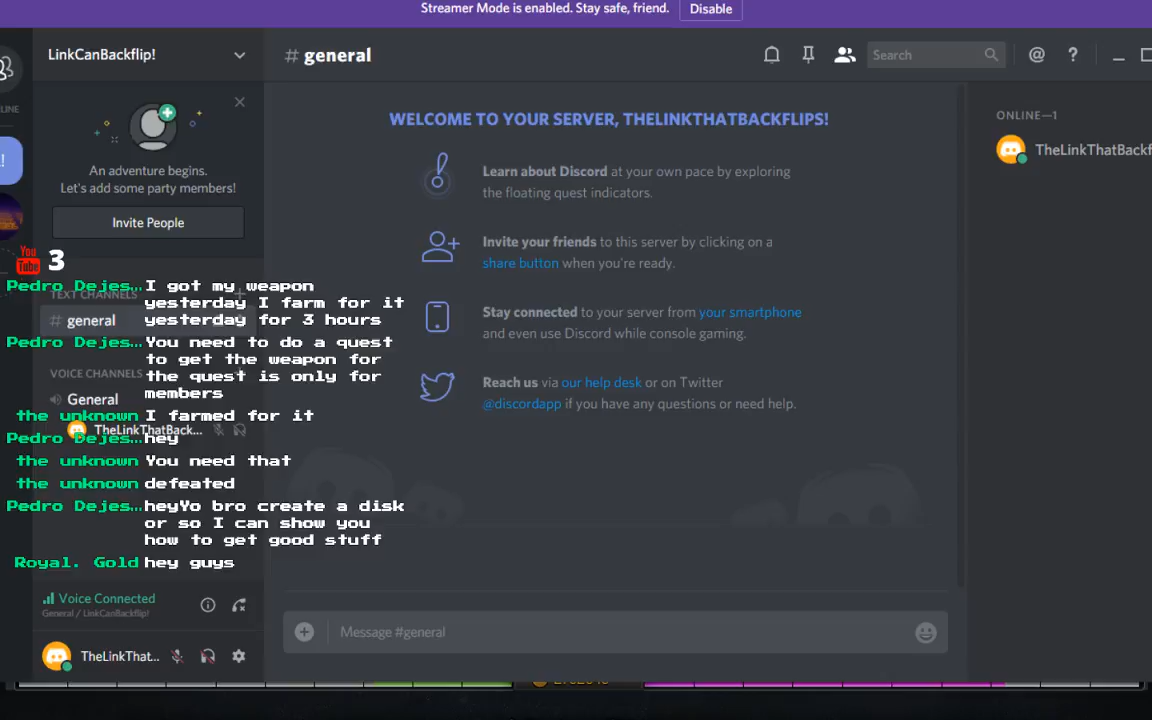 Streamer Mode is enabled. Stay safe, friend. Disable
LinkCanBackflip!
# general
Search
@ ?
An adventure begins.
Let's add some party members!
Invite People
WELCOME TO YOUR SERVER, THELINKTHATBACKFLIPS!
Learn about Discord at your own pace by exploring
the floating quest indicators.
Invite your friends to this server by clicking on a
share button when you're ready.
Stay connected to your server from your smartphone
and even use Discord while console gaming.
Reach us via our help desk or on Twitter
@discordapp if you have any questions or need help.
ONLINE—1
TheLinkThatBackf
LINE
!
You
Tube 3
TEXT CHANNELS
# general
VOICE CHANNELS
General
TheLinkThatBack...
Pedro Dejes… I got my weapon
yesterday I farm for it
yesterday for 3 hours
Pedro Dejes… You need to do a quest
to get the weapon for
the quest is only for
members
the unknown I farmed for it
Pedro Dejes… hey
the unknown You need that
the unknown defeated
Pedro Dejes… heyYo bro create a disk
or so I can show you
how to get good stuff
Royal. Gold hey guys
Voice Connected
General / LinkCanBackflip!
TheLinkThat...
Message #general